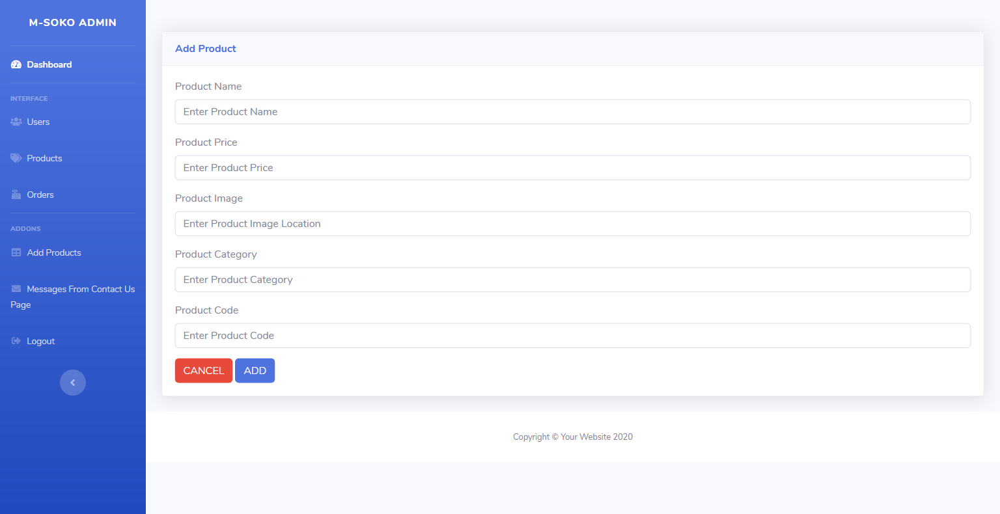 M-SOKO ADMIN
Dashboard
INTERFACE
Users
Products
Orders
ADDONS
Add Products
Messages From Contact Us
Page
Logout
Add Product
Product Name
Enter Product Name
Product Price
Enter Product Price
Product Image
Enter Product Image Location
Product Category
Enter Product Category
Product Code
Enter Product Code
CANCEL ADD
Copyright © Your Website 2020